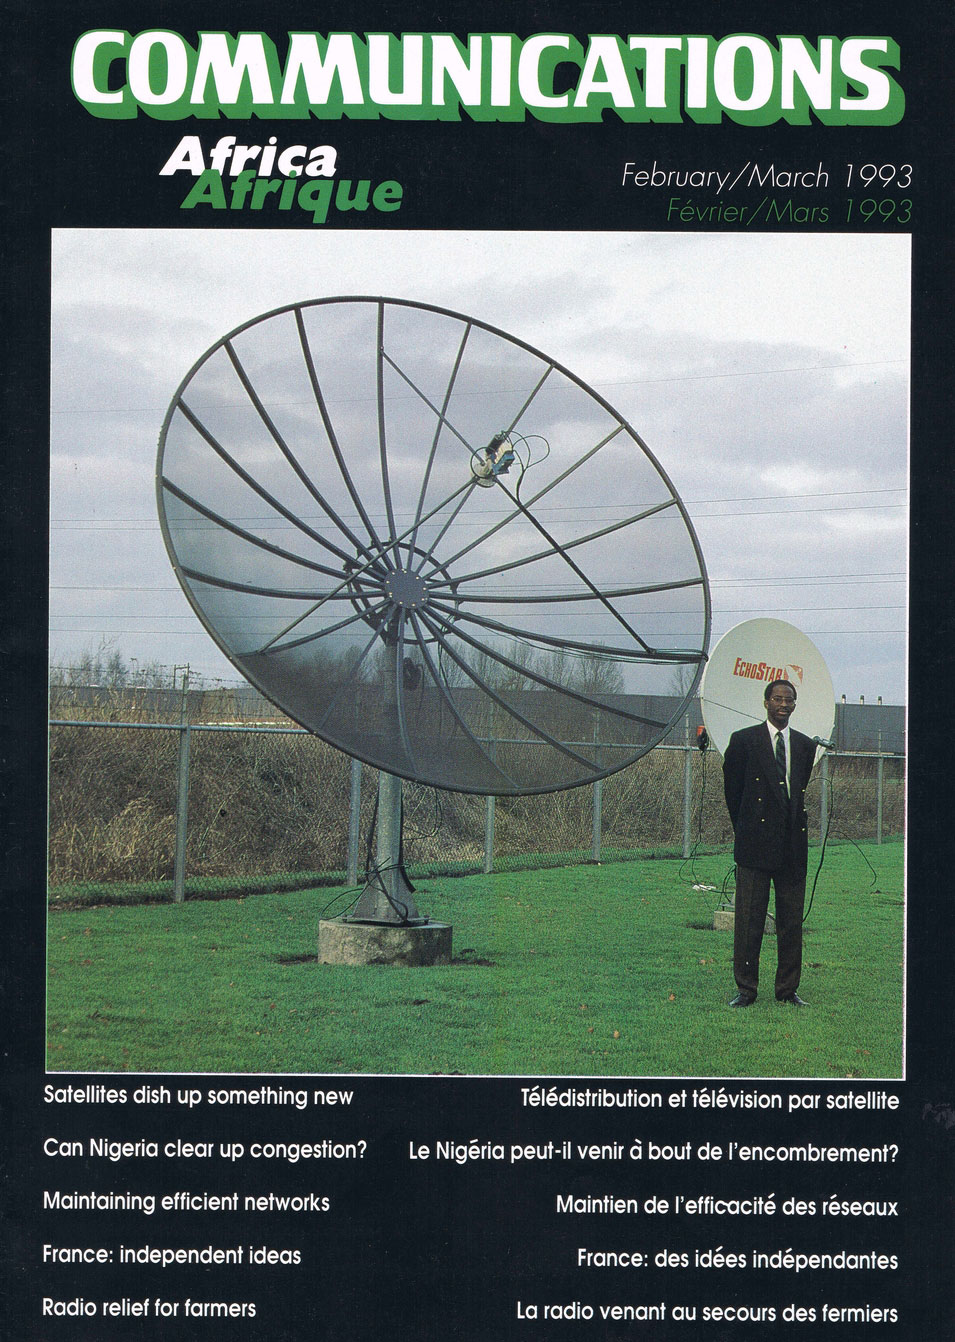 COMMUNICATIONS
Africa
Afrique
February/March 1993
Février/Mars 1993
ECHOSTAR
Satellites dish up something new
Télédistribution et télévision par satellite
Can Nigeria clear up congestion?
Le Nigéria peut-il venir à bout de l'encombrement?
Maintaining efficient networks
Maintien de l'efficacité des réseaux
France: independent ideas
France: des idées indépendantes
Radio relief for farmers
La radio venant au secours des fermiers